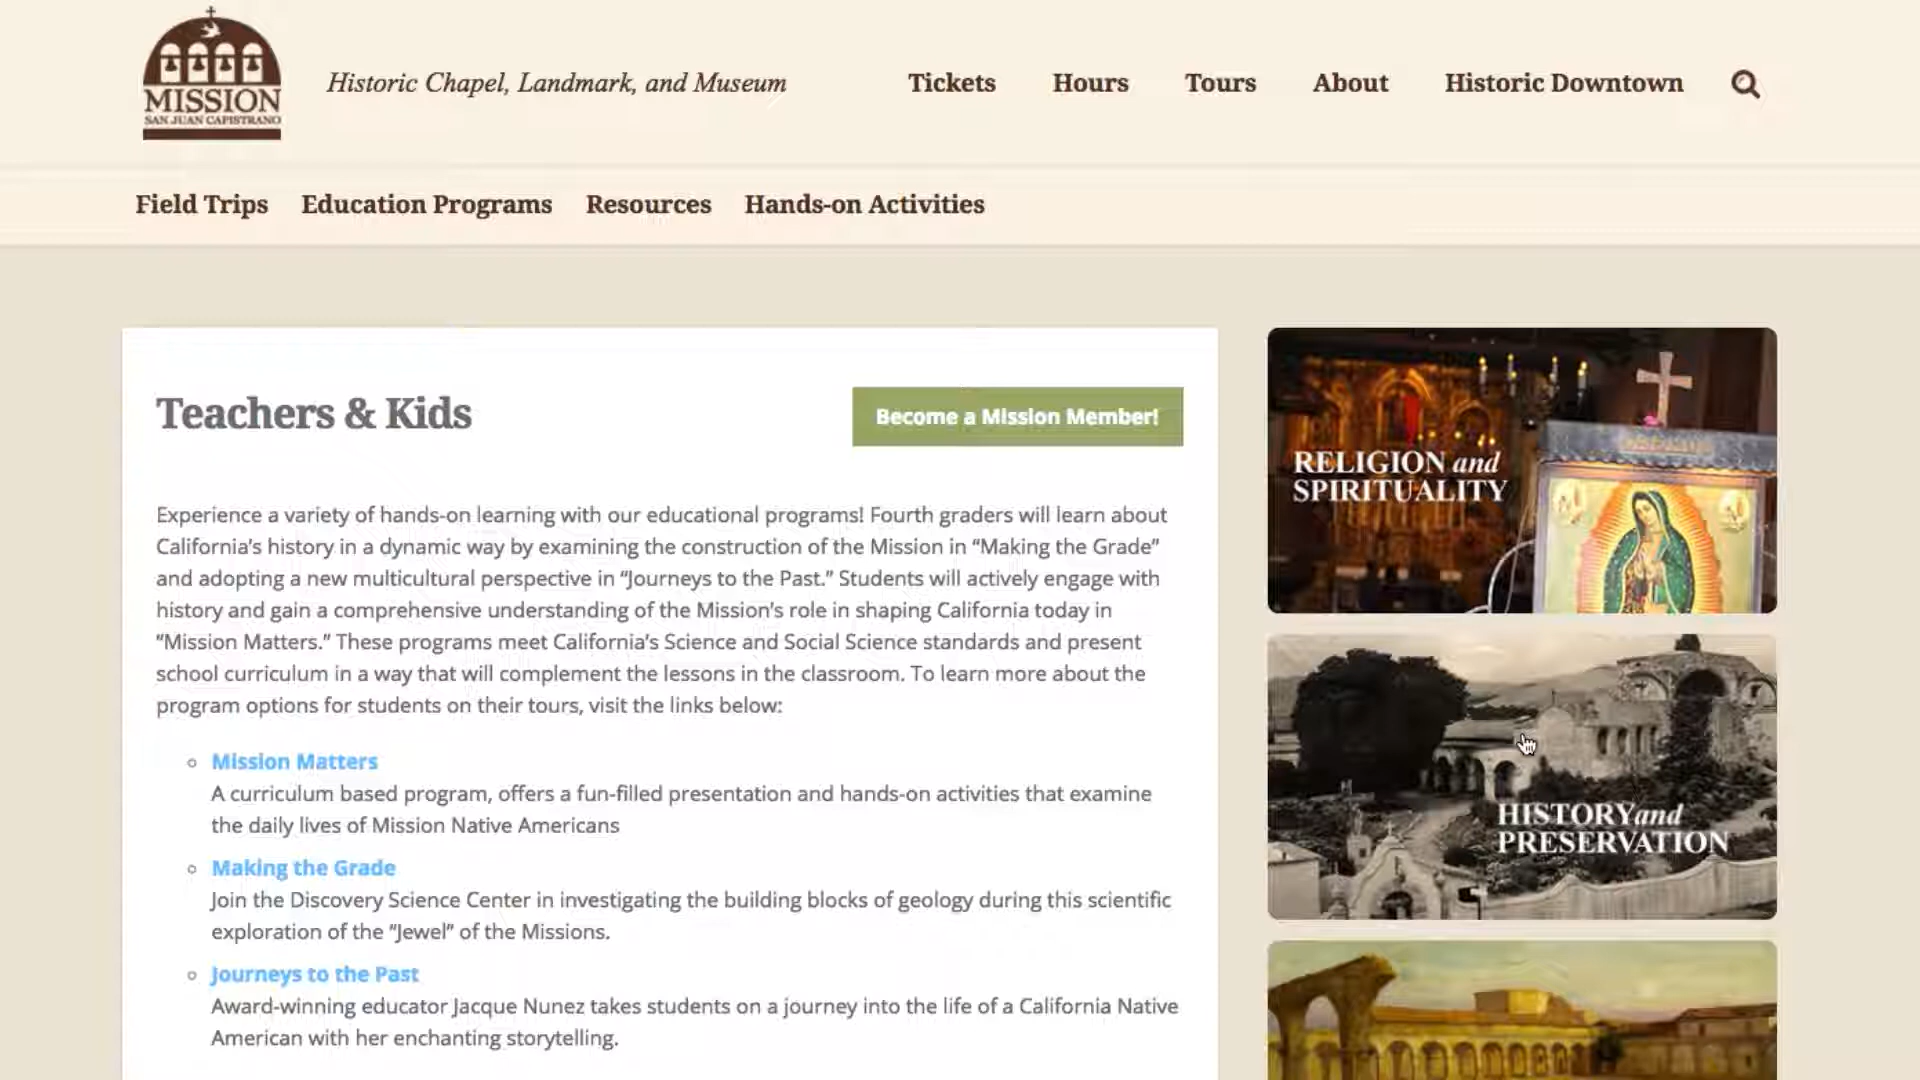 MISSION
SAN JUAN CAPISTRANO
Historic Chapel, Landmark, and Museum
Tickets
Hours
Tours
About
Historic Downtown
Field Trips
Education Programs
Resources
Hands-on Activities
Teachers & Kids
Become a Mission Member!
Experience a variety of hands-on learning with our educational programs! Fourth graders will learn about
California’s history in a dynamic way by examining the construction of the Mission in “Making the Grade”
and adopting a new multicultural perspective in “Journeys to the Past.” Students will actively engage with
history and gain a comprehensive understanding of the Mission’s role in shaping California today in
“Mission Matters.” These programs meet California’s Science and Social Science standards and present
school curriculum in a way that will complement the lessons in the classroom. To learn more about the
program options for students on their tours, visit the links below:
Mission Matters
A curriculum based program, offers a fun-filled presentation and hands-on activities that examine
the daily lives of Mission Native Americans
Making the Grade
Join the Discovery Science Center in investigating the building blocks of geology during this scientific
exploration of the “Jewel” of the Missions.
Journeys to the Past
Award-winning educator Jacque Nunez takes students on a journey into the life of a California Native
American with her enchanting storytelling.
RELIGION and
SPIRITUALITY
HISTORY and
PRESERVATION